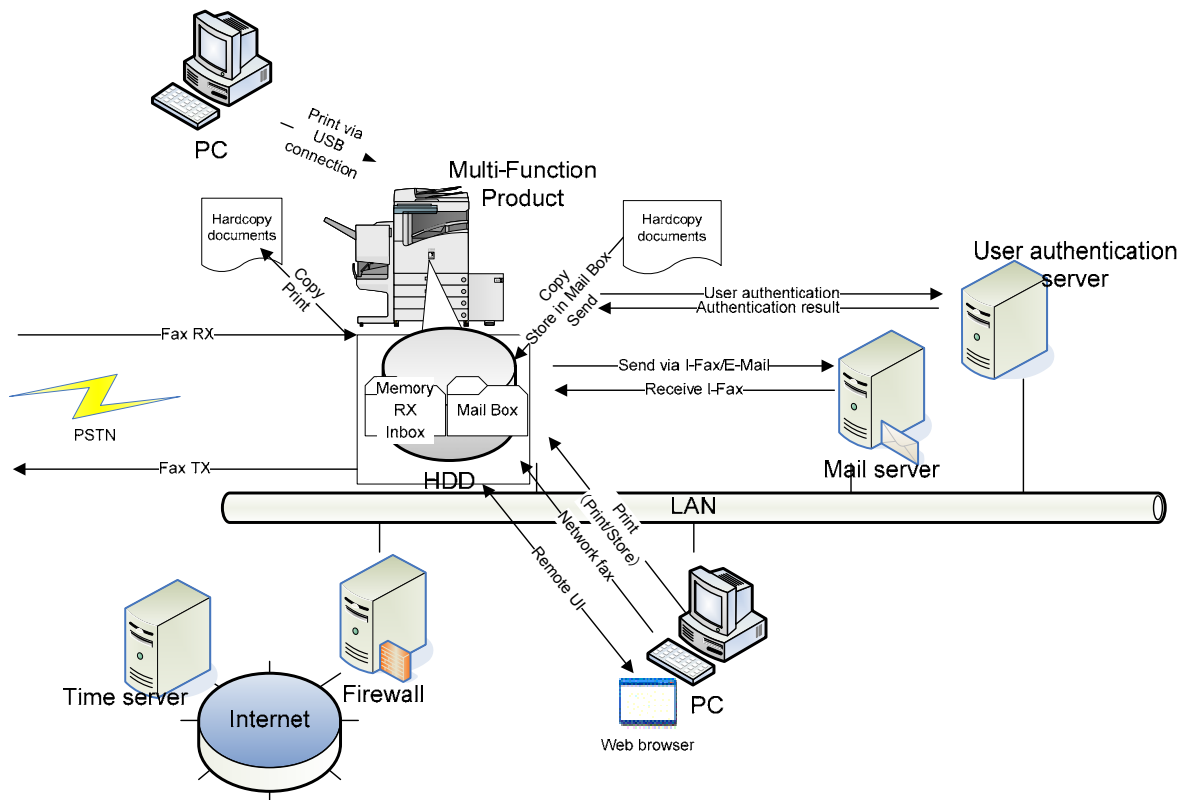 PC
Print via
USB
connection
Multi-Function
Product
Hardcopy
documents
Hardcopy
documents
User authentication
server
Copy
Print
Copy
Store in Mail Box
Send
User authentication
Authentication result
Fax RX
Send via I-Fax/E-Mail
Receive I-Fax
Memory
RX
Inbox
Mail Box
PSTN
Mail server
Fax TX
HDD
LAN
Print
(Print/Store)
Network fax
Remote UI
Time server
Firewall
PC
Internet
Web browser